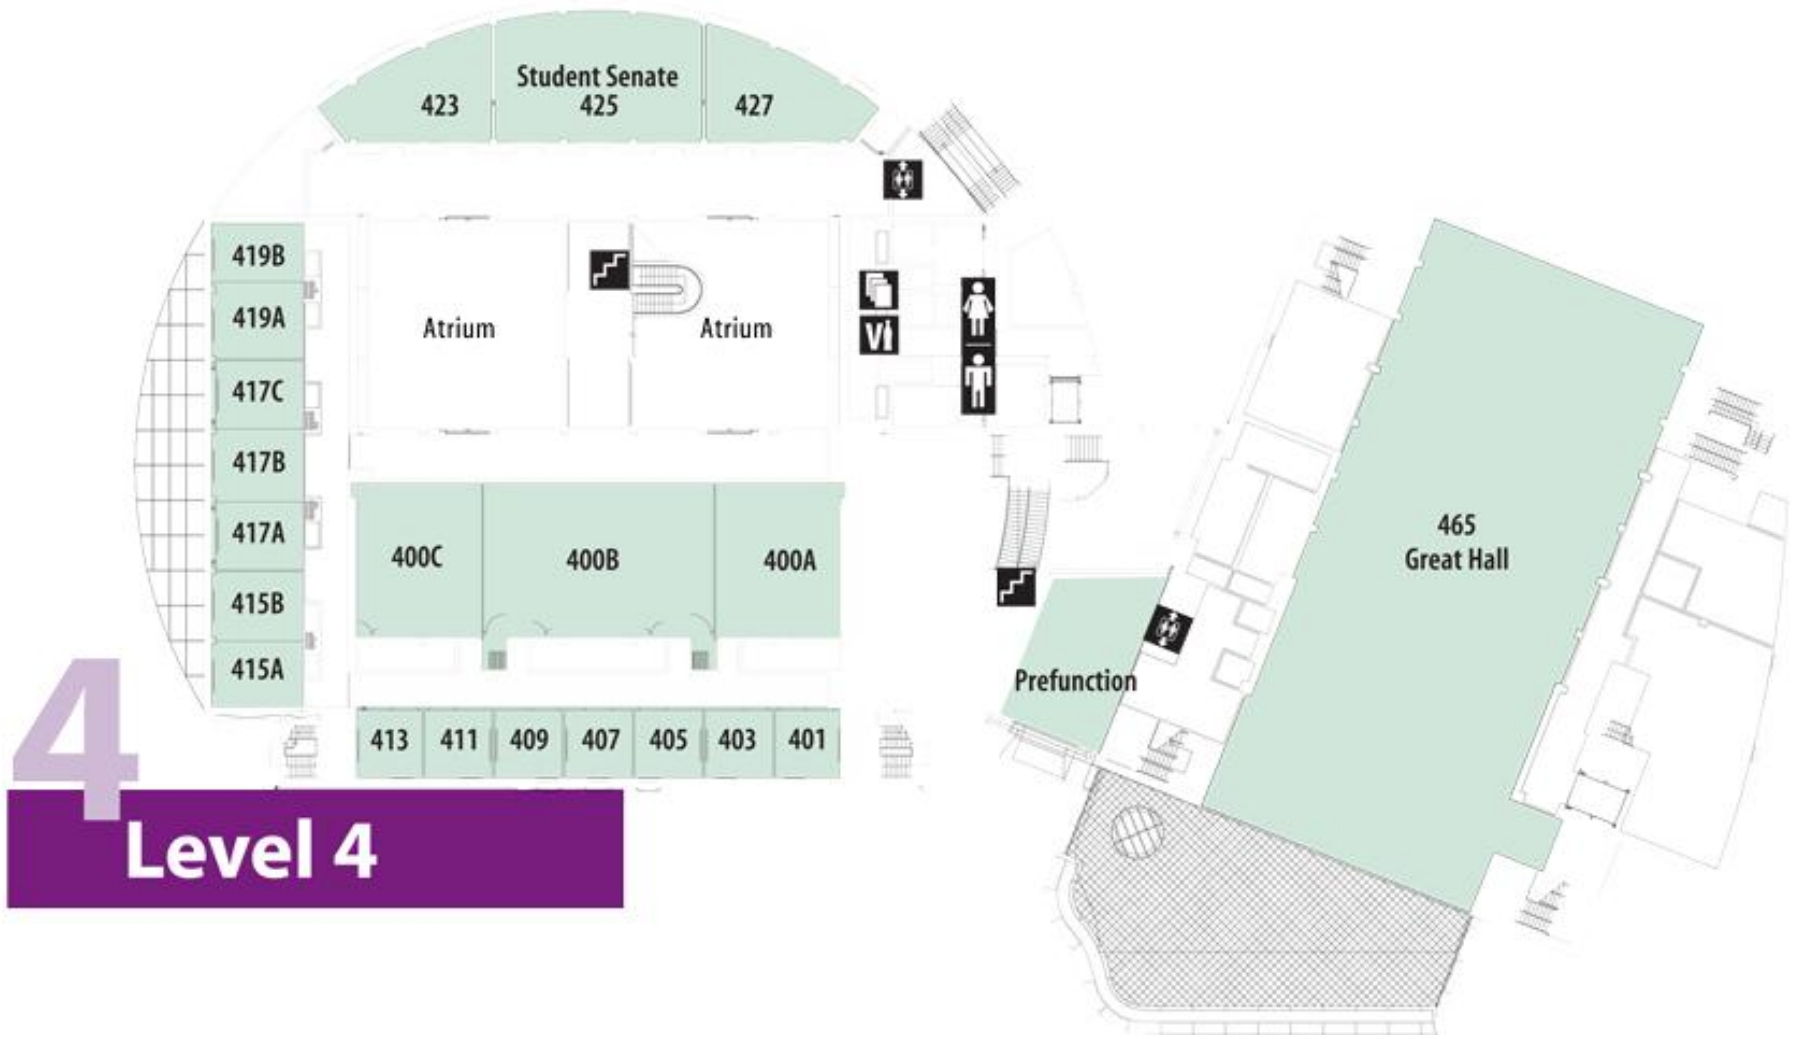 Student Senate
423
425
427
419B
419A
417C
417B
417A
415B
415A
Atrium
Atrium
400C
400B
400A
413
411
409
407
405
403
401
465
Great Hall
Prefunction
4
Level 4